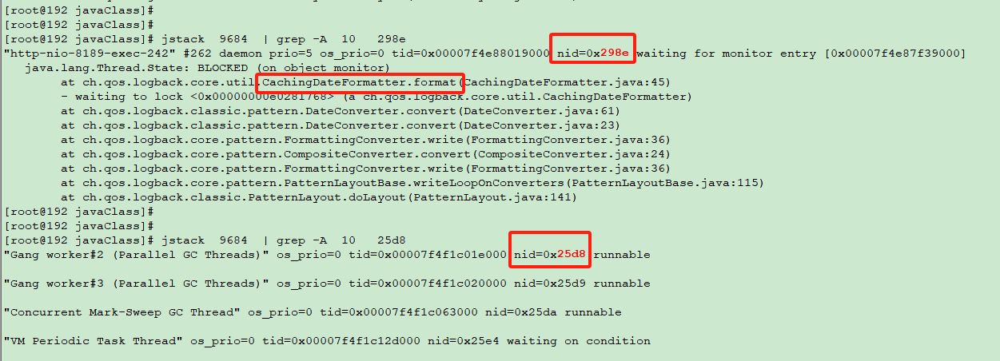 [root@192 javaClass]#
[root@192 javaClass]#
[root@192 javaClass]# jstack  9684  | grep -A  10   298e
"http-nio-8189-exec-242" #262 daemon prio=5 os_prio=0 tid=0x00007f4e88019000 nid=0x298e waiting for monitor entry [0x00007f4e87f39000]
   java.lang.Thread.State: BLOCKED (on object monitor)
        at ch.qos.logback.core.util.CachingDateFormatter.format(CachingDateFormatter.java:45)
        - waiting to lock <0x00000000e0281768> (a ch.qos.logback.core.util.CachingDateFormatter)
        at ch.qos.logback.classic.pattern.DateConverter.convert(DateConverter.java:61)
        at ch.qos.logback.classic.pattern.DateConverter.convert(DateConverter.java:23)
        at ch.qos.logback.core.pattern.FormattingConverter.write(FormattingConverter.java:36)
        at ch.qos.logback.core.pattern.CompositeConverter.convert(CompositeConverter.java:24)
        at ch.qos.logback.core.pattern.FormattingConverter.write(FormattingConverter.java:36)
        at ch.qos.logback.core.pattern.PatternLayoutBase.writeLoopOnConverters(PatternLayoutBase.java:115)
        at ch.qos.logback.classic.PatternLayout.doLayout(PatternLayout.java:141)
[root@192 javaClass]#
[root@192 javaClass]#
[root@192 javaClass]# jstack  9684  | grep -A  10   25d8
"Gang worker#2 (Parallel GC Threads)" os_prio=0 tid=0x00007f4f1c01e000 nid=0x25d8 runnable
"Gang worker#3 (Parallel GC Threads)" os_prio=0 tid=0x00007f4f1c020000 nid=0x25d9 runnable
"Concurrent Mark-Sweep GC Thread" os_prio=0 tid=0x00007f4f1c063000 nid=0x25da runnable
"VM Periodic Task Thread" os_prio=0 tid=0x00007f4f1c12d000 nid=0x25e4 waiting on condition